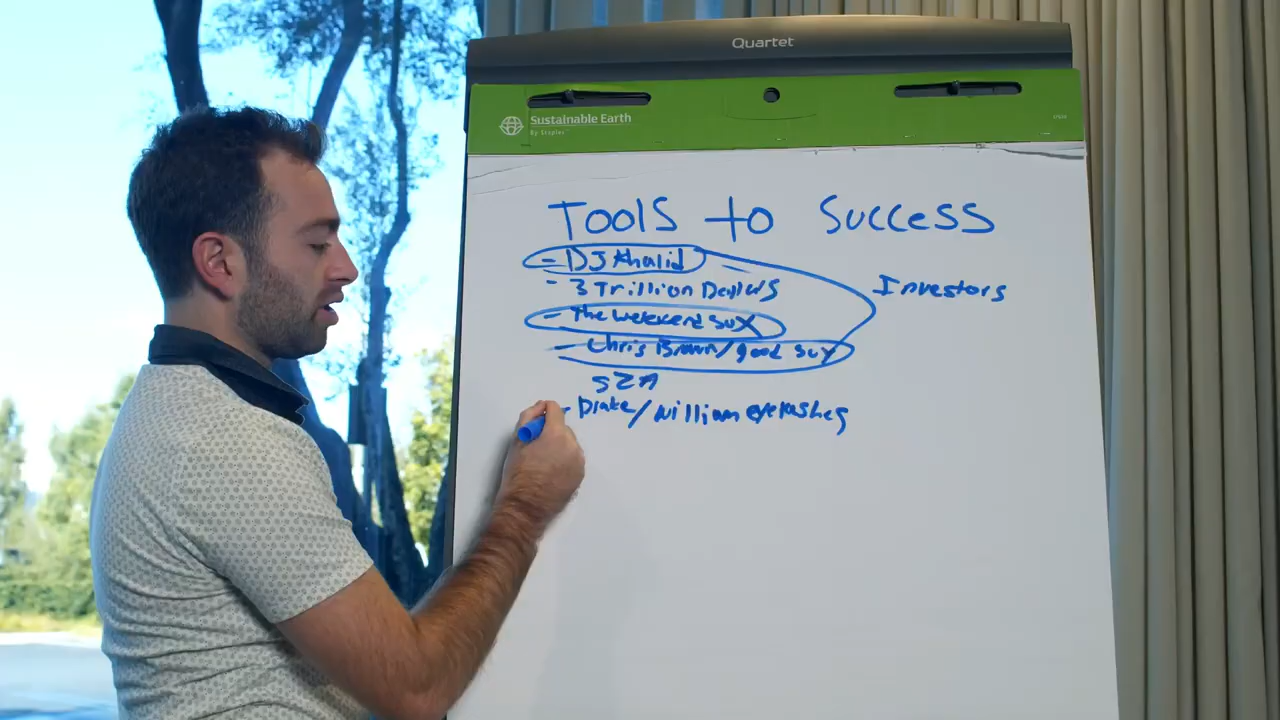 Quartet
Sustainable Earth
By Staples
TOOLS to SUCCESS
- DJ Khalid
- 3 Trillion Dollars
Investors
- The weekend SUX
- Chris Brown/good guy
SZA
- Drake/William eyelashes